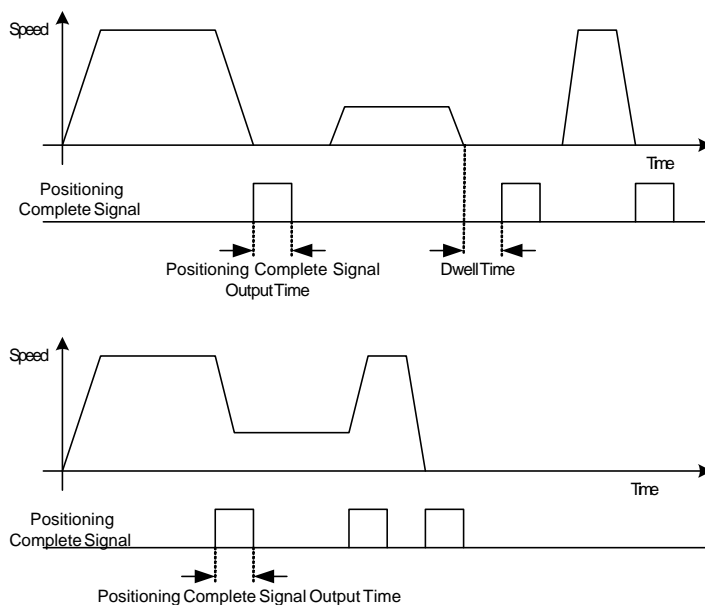 Speed
Time
Positioning
Complete Signal
Positioning Complete Signal
Output Time
Dwell Time
Speed
Time
Positioning
Complete Signal
Positioning Complete Signal Output Time